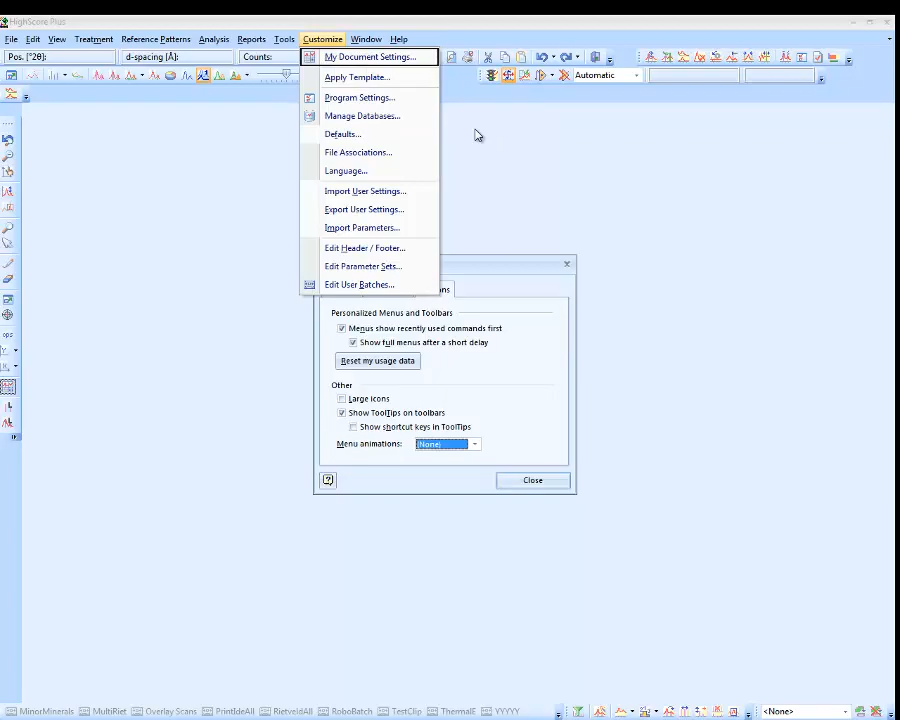 HighScore Plus
File Edit View Treatment Reference Patterns Analysis Reports Tools Customize Window Help
Pos. [°2θ]: d-spacing [Å]: Counts:
Automatic
My Document Settings...
Apply Template...
Program Settings...
Manage Databases...
Defaults...
File Associations...
Language...
Import User Settings...
Export User Settings...
Import Parameters...
Edit Header / Footer...
Edit Parameter Sets...
Edit User Batches...
Personalized Menus and Toolbars
Menus show recently used commands first
Show full menus after a short delay
Reset my usage data
Other
Large icons
Show ToolTips on toolbars
Show shortcut keys in ToolTips
Menu animations: (None)
Close
MinorMinerals MultiRiet Overlay Scans PrintIdeAll RietveldAll RoboBatch TestClip ThermalE YYYYY <None>